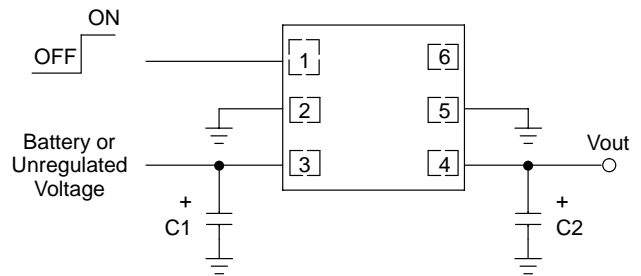 ON
OFF
1
6
2
5
Battery or
Unregulated
Voltage
3
4
Vout
+
C1
+
C2